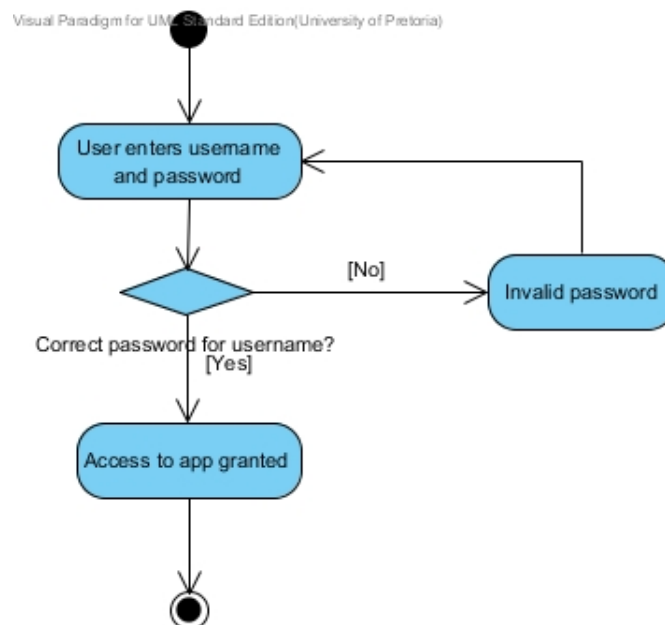 Visual Paradigm for UML Standard Edition(University of Pretoria)
User enters username
and password
[No]
Invalid password
Correct password for username?
[Yes]
Access to app granted